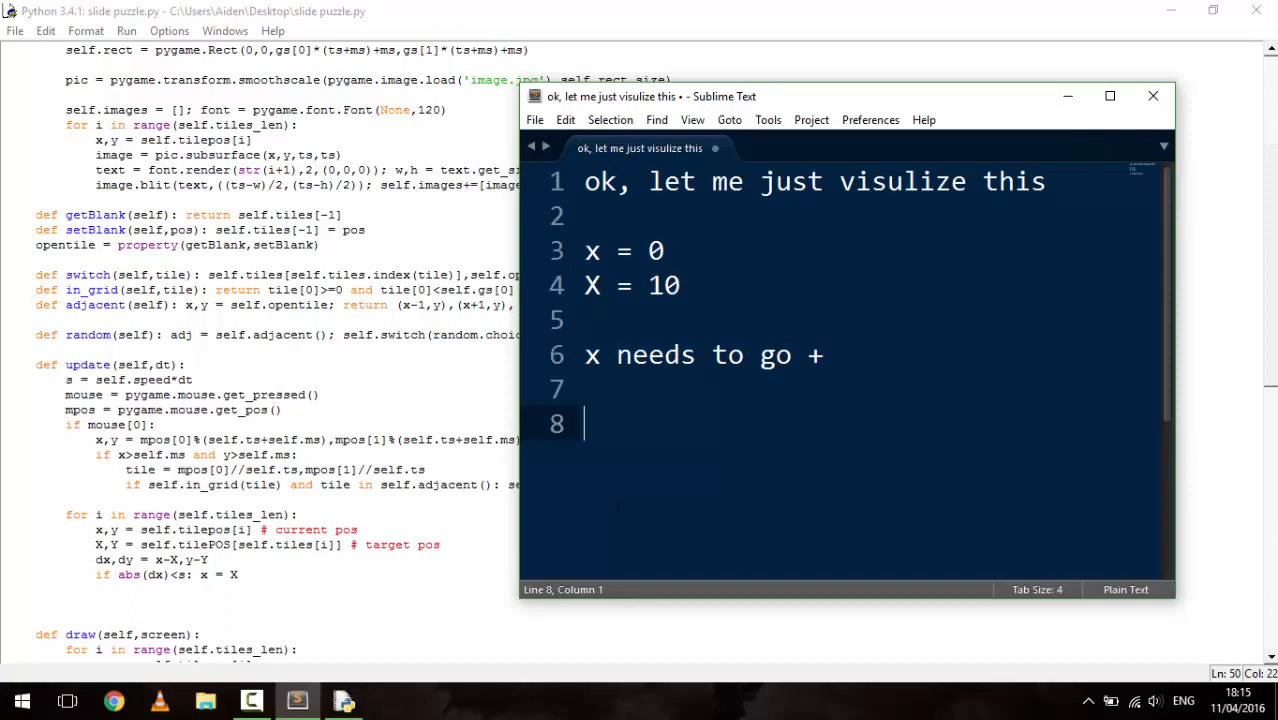 Python 3.4.1: slide puzzle.py - C:\Users\Aiden\Desktop\slide puzzle.py
File Edit Format Run Options Windows Help
self.rect = pygame.Rect(0,0,gs[0]*(ts+ms)+ms,gs[1]*(ts+ms)+ms)
pic = pygame.transform.smoothscale(pygame.image.load('image.jpg'),self.rect.size)
self.images = []; font = pygame.font.Font(None,120)
for i in range(self.tiles_len):
x,y = self.tilepos[i]
image = pic.subsurface(x,y,ts,ts)
text = font.render(str(i+1),2,(0,0,0)); w,h = text.get_si
image.blit(text,((ts-w)/2,(ts-h)/2)); self.images+=[image
def getBlank(self): return self.tiles[-1]
def setBlank(self,pos): self.tiles[-1] = pos
opentile = property(getBlank,setBlank)
def switch(self,tile): self.tiles[self.tiles.index(tile)],self.op
def in_grid(self,tile): return tile[0]>=0 and tile[0]<self.gs[0]
def adjacent(self): x,y = self.opentile; return (x-1,y),(x+1,y),
def random(self): adj = self.adjacent(); self.switch(random.choic
def update(self,dt):
s = self.speed*dt
mouse = pygame.mouse.get_pressed()
mpos = pygame.mouse.get_pos()
if mouse[0]:
x,y = mpos[0]%(self.ts+self.ms),mpos[1]%(self.ts+self.ms)
if x>self.ms and y>self.ms:
tile = mpos[0]//self.ts,mpos[1]//self.ts
if self.in_grid(tile) and tile in self.adjacent(): se
for i in range(self.tiles_len):
x,y = self.tilepos[i] # current pos
X,Y = self.tilePOS[self.tiles[i]] # target pos
dx,dy = x-X,y-Y
if abs(dx)<s: x = X
def draw(self,screen):
for i in range(self.tiles_len):
Ln: 50 Col: 22
ok, let me just visulize this • - Sublime Text
File Edit Selection Find View Goto Tools Project Preferences Help
ok, let me just visulize this
1 ok, let me just visulize this
2
3 x = 0
4 X = 10
5
6 x needs to go +
7
8
Line 8, Column 1 Tab Size: 4 Plain Text
ENG
18:15
11/04/2016